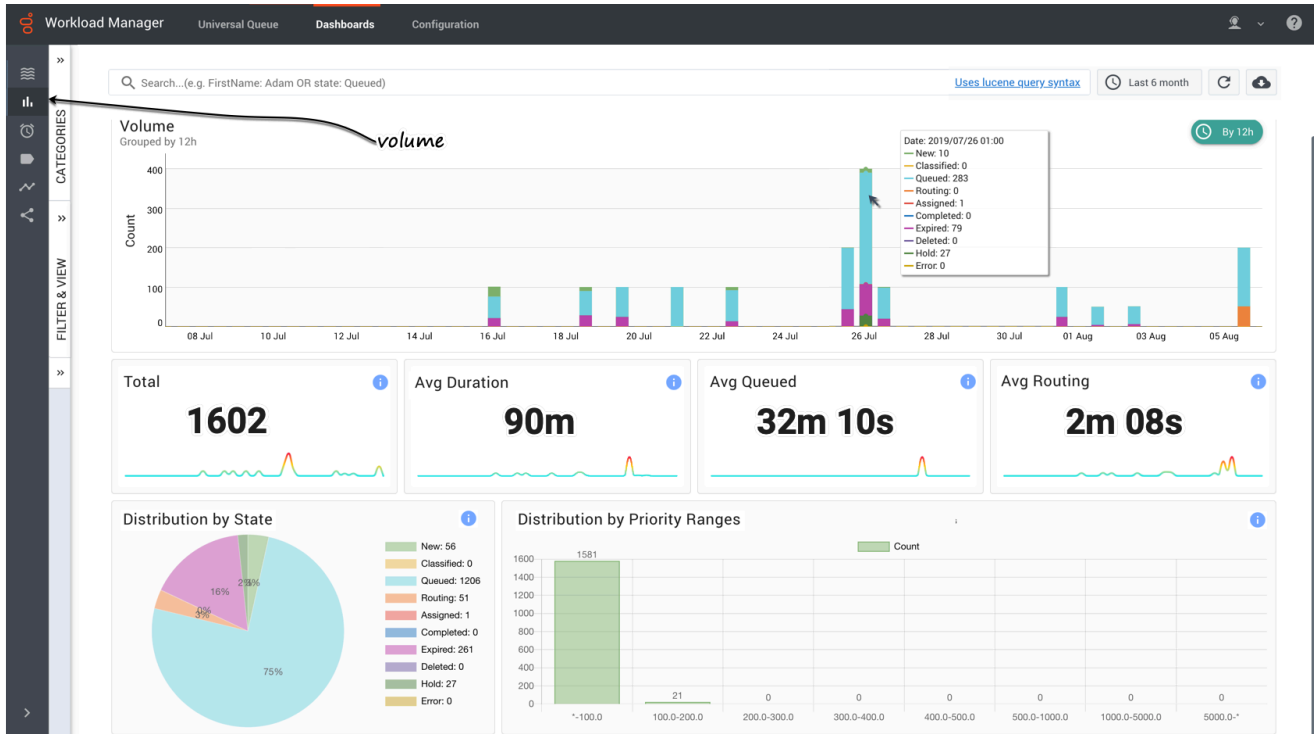 Workload Manager
Universal Queue
Dashboards
Configuration
CATEGORIES
FILTER & VIEW
Search...(e.g. FirstName: Adam OR state: Queued)
Uses lucene query syntax
Last 6 month
volume
Volume
Grouped by 12h
By 12h
Count
400
300
200
100
0
08 Jul
10 Jul
12 Jul
14 Jul
16 Jul
18 Jul
20 Jul
22 Jul
24 Jul
26 Jul
28 Jul
30 Jul
01 Aug
03 Aug
05 Aug
Date: 2019/07/26 01:00
New: 10
Classified: 0
Queued: 283
Routing: 0
Assigned: 1
Completed: 0
Expired: 79
Deleted: 0
Hold: 27
Error: 0
Total
1602
Avg Duration
90m
Avg Queued
32m 10s
Avg Routing
2m 08s
Distribution by State
16%
0%
3%
75%
New: 56
Classified: 0
Queued: 1206
Routing: 51
Assigned: 1
Completed: 0
Expired: 261
Deleted: 0
Hold: 27
Error: 0
Distribution by Priority Ranges
Count
1600
1400
1200
1000
800
600
400
200
0
1581
21
0
0
0
0
0
0
*-100.0
100.0-200.0
200.0-300.0
300.0-400.0
400.0-500.0
500.0-1000.0
1000.0-5000.0
5000.0-*